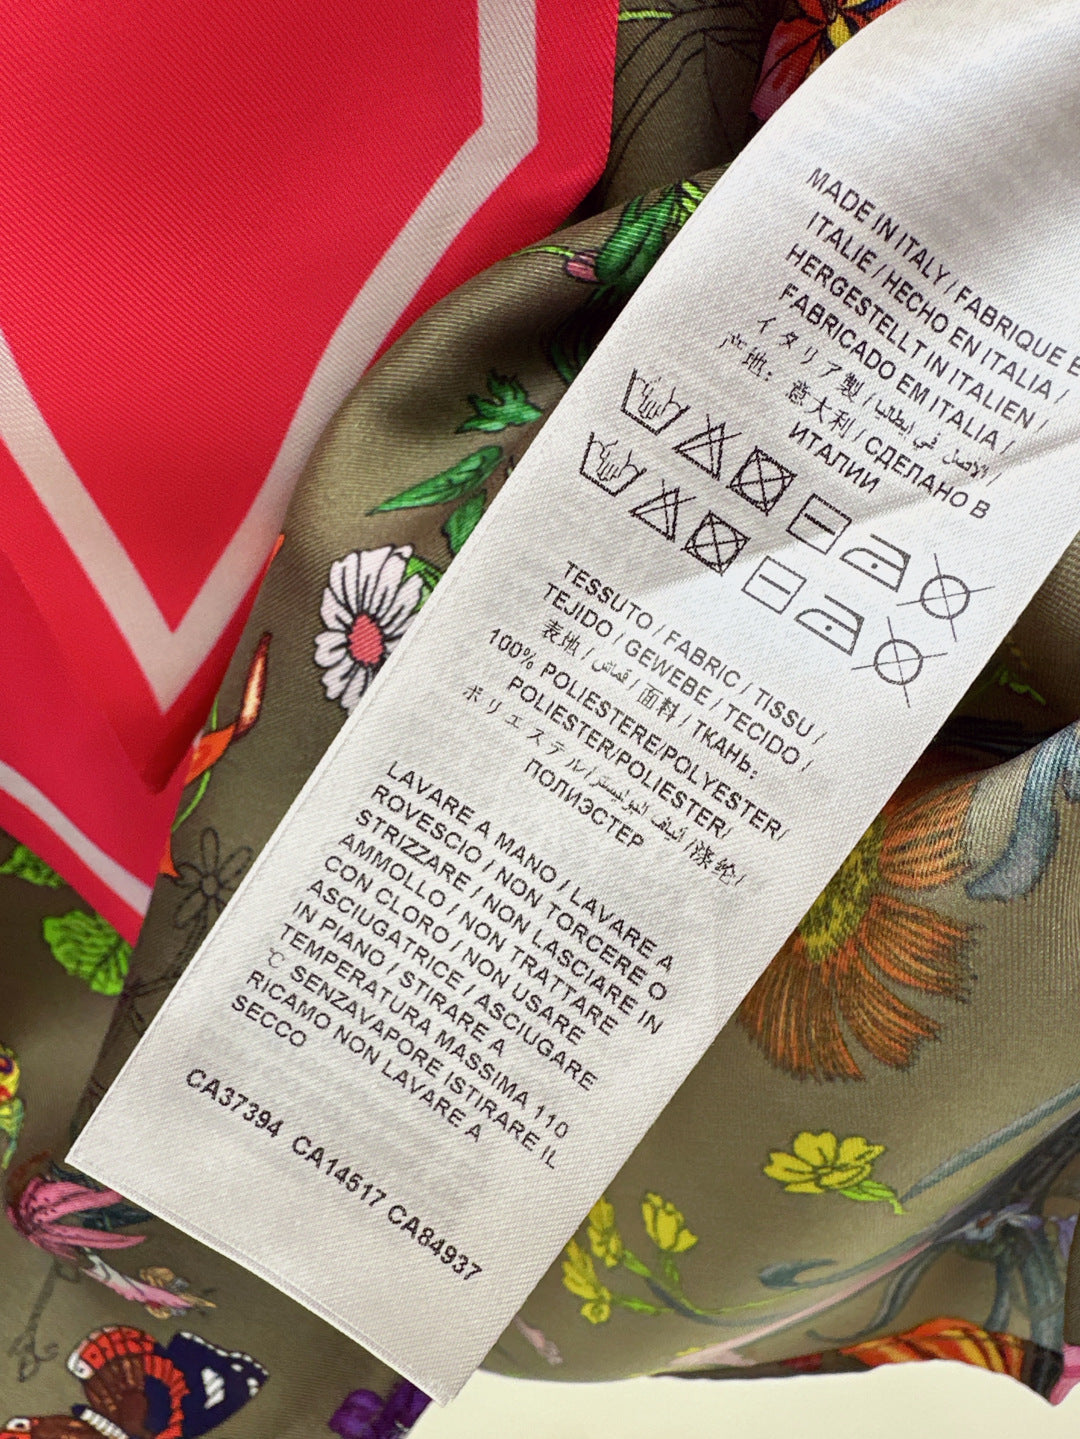 MADE IN ITALY / FABRIQUE E
ITALIE / HECHO EN ITALIA /
HERGESTELLT IN ITALIEN /
FABRICADO EM ITALIA /
イタリア製 / الاصل في إيطاليا /
产地: 意大利 / СДЕЛАНО В
ИТАЛИИ
TESSUTO / FABRIC / TISSU /
TEJIDO / GEWEBE / TECIDO /
表地 / قماش / 面料 / ТКАНЬ:
100% POLIESTERE/POLYESTER/
POLIESTER/POLIESTER/
ポリエステル/ الياف البوليستر /涤纶/
ПОЛИЭСТЕР
LAVARE A MANO / LAVARE A
ROVESCIO / NON TORCERE O
STRIZZARE / NON LASCIARE IN
AMMOLLO / NON TRATTARE
CON CLORO / NON USARE
ASCIUGATRICE / ASCIUGARE
IN PIANO / STIRARE A
TEMPERATURA MASSIMA 110
℃ SENZAVAPORE ISTIRARE IL
RICAMO NON LAVARE A
SECCO
CA37394 CA14517 CA84937